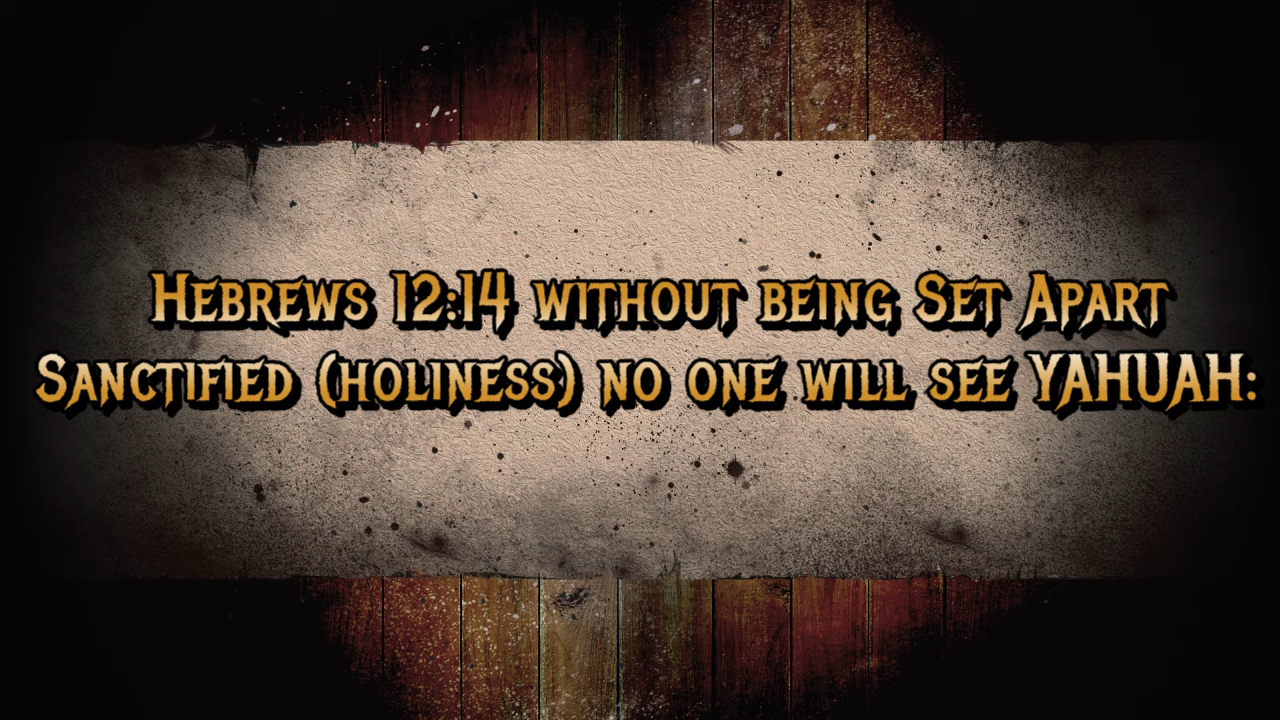 Hebrews 12:14 without being Set Apart
Sanctified (holiness) no one will see YAHUAH: